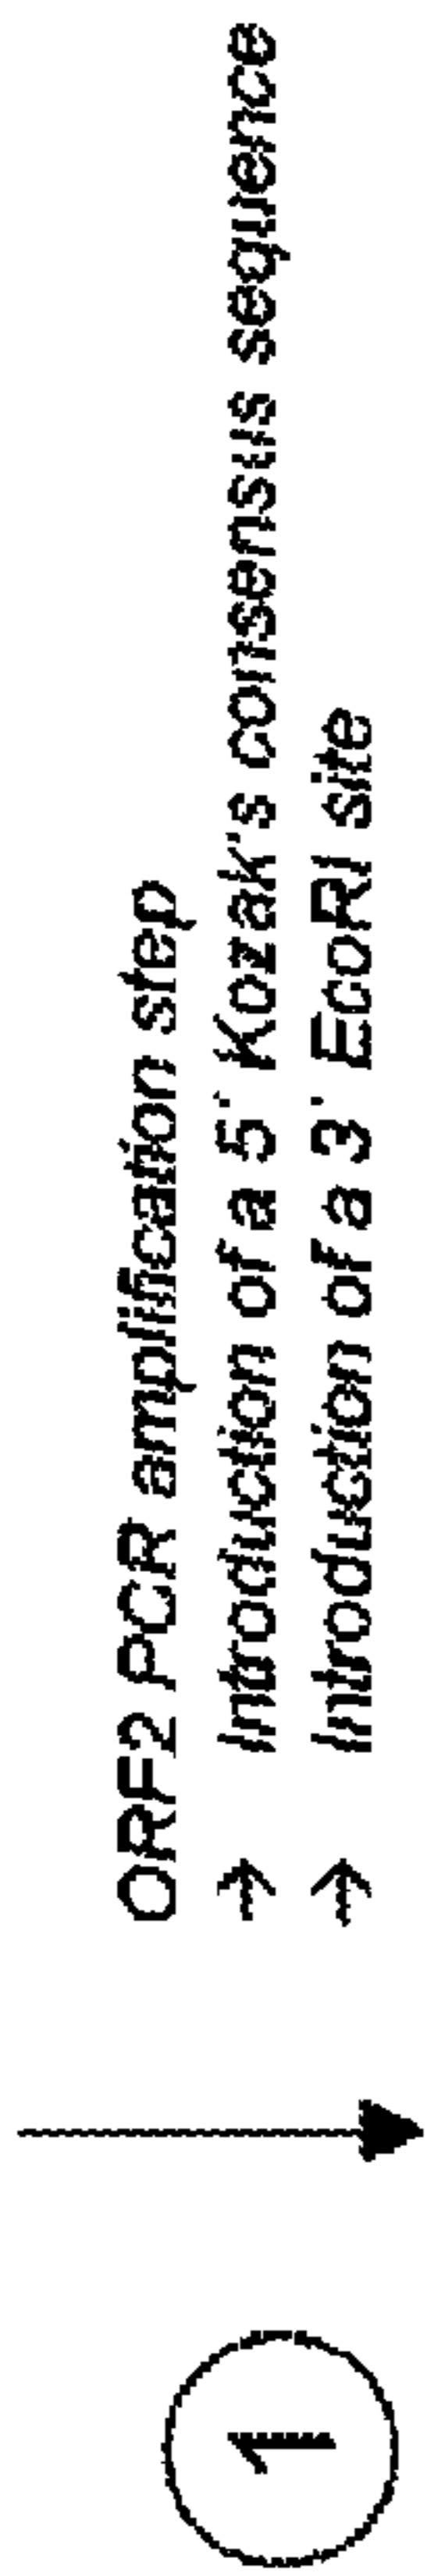 1
ORF2 PCR amplification step
→ Introduction of a 5' Kozak's consensus sequence
→ Introduction of a 3' EcoRI site